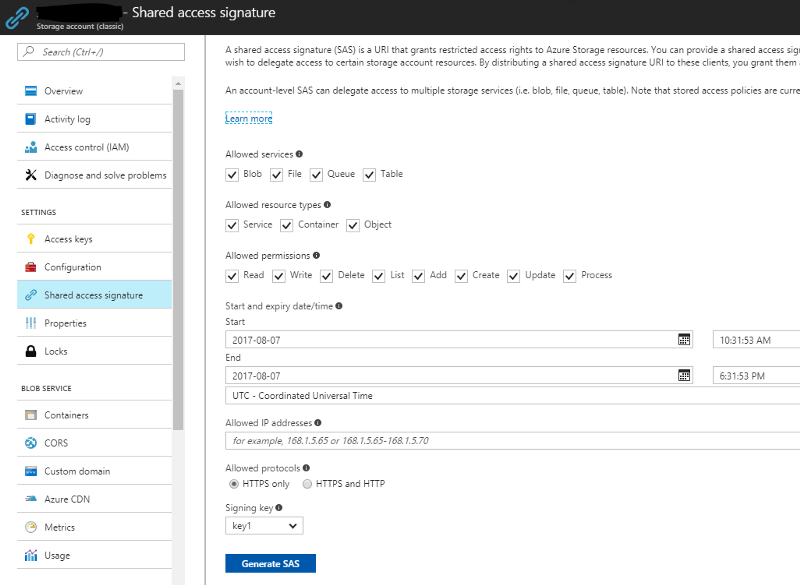 - Shared access signature
Storage account (classic)
Search (Ctrl+/)
Overview
Activity log
Access control (IAM)
Diagnose and solve problems
SETTINGS
Access keys
Configuration
Shared access signature
Properties
Locks
BLOB SERVICE
Containers
CORS
Custom domain
Azure CDN
Metrics
Usage
A shared access signature (SAS) is a URI that grants restricted access rights to Azure Storage resources. You can provide a shared access sig
wish to delegate access to certain storage account resources. By distributing a shared access signature URI to these clients, you grant them
An account-level SAS can delegate access to multiple storage services (i.e. blob, file, queue, table). Note that stored access policies are curre
Learn more
Allowed services
Blob File Queue Table
Allowed resource types
Service Container Object
Allowed permissions
Read Write Delete List Add Create Update Process
Start and expiry date/time
Start
2017-08-07 10:31:53 AM
End
2017-08-07 6:31:53 PM
UTC - Coordinated Universal Time
Allowed IP addresses
for example, 168.1.5.65 or 168.1.5.65-168.1.5.70
Allowed protocols
HTTPS only HTTPS and HTTP
Signing key
key1
Generate SAS